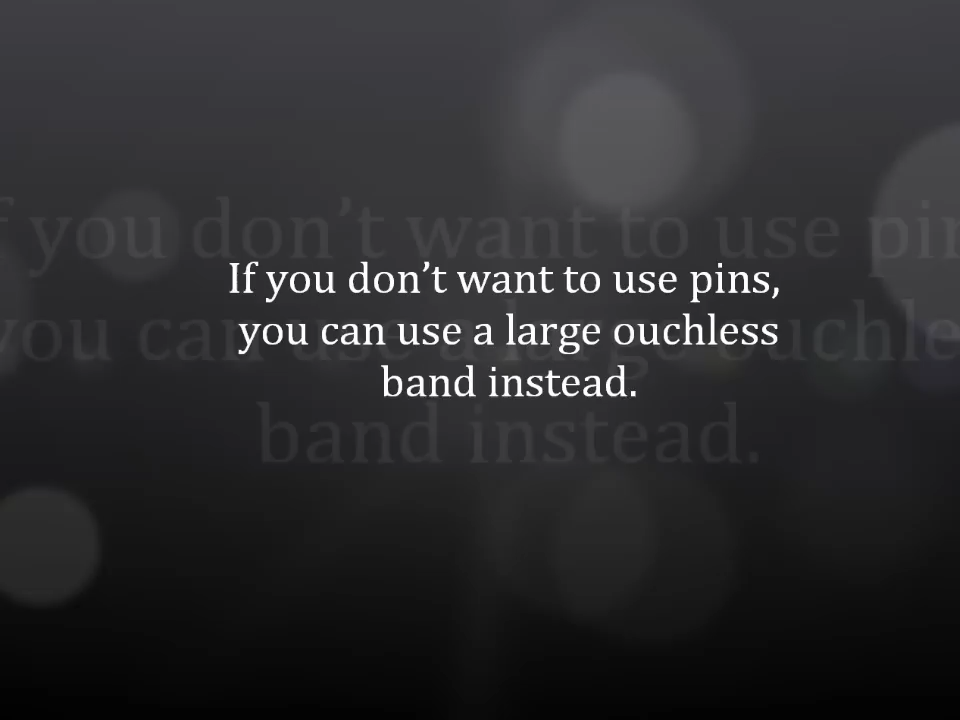 If you don’t want to use pins,
you can use a large ouchless
band instead.